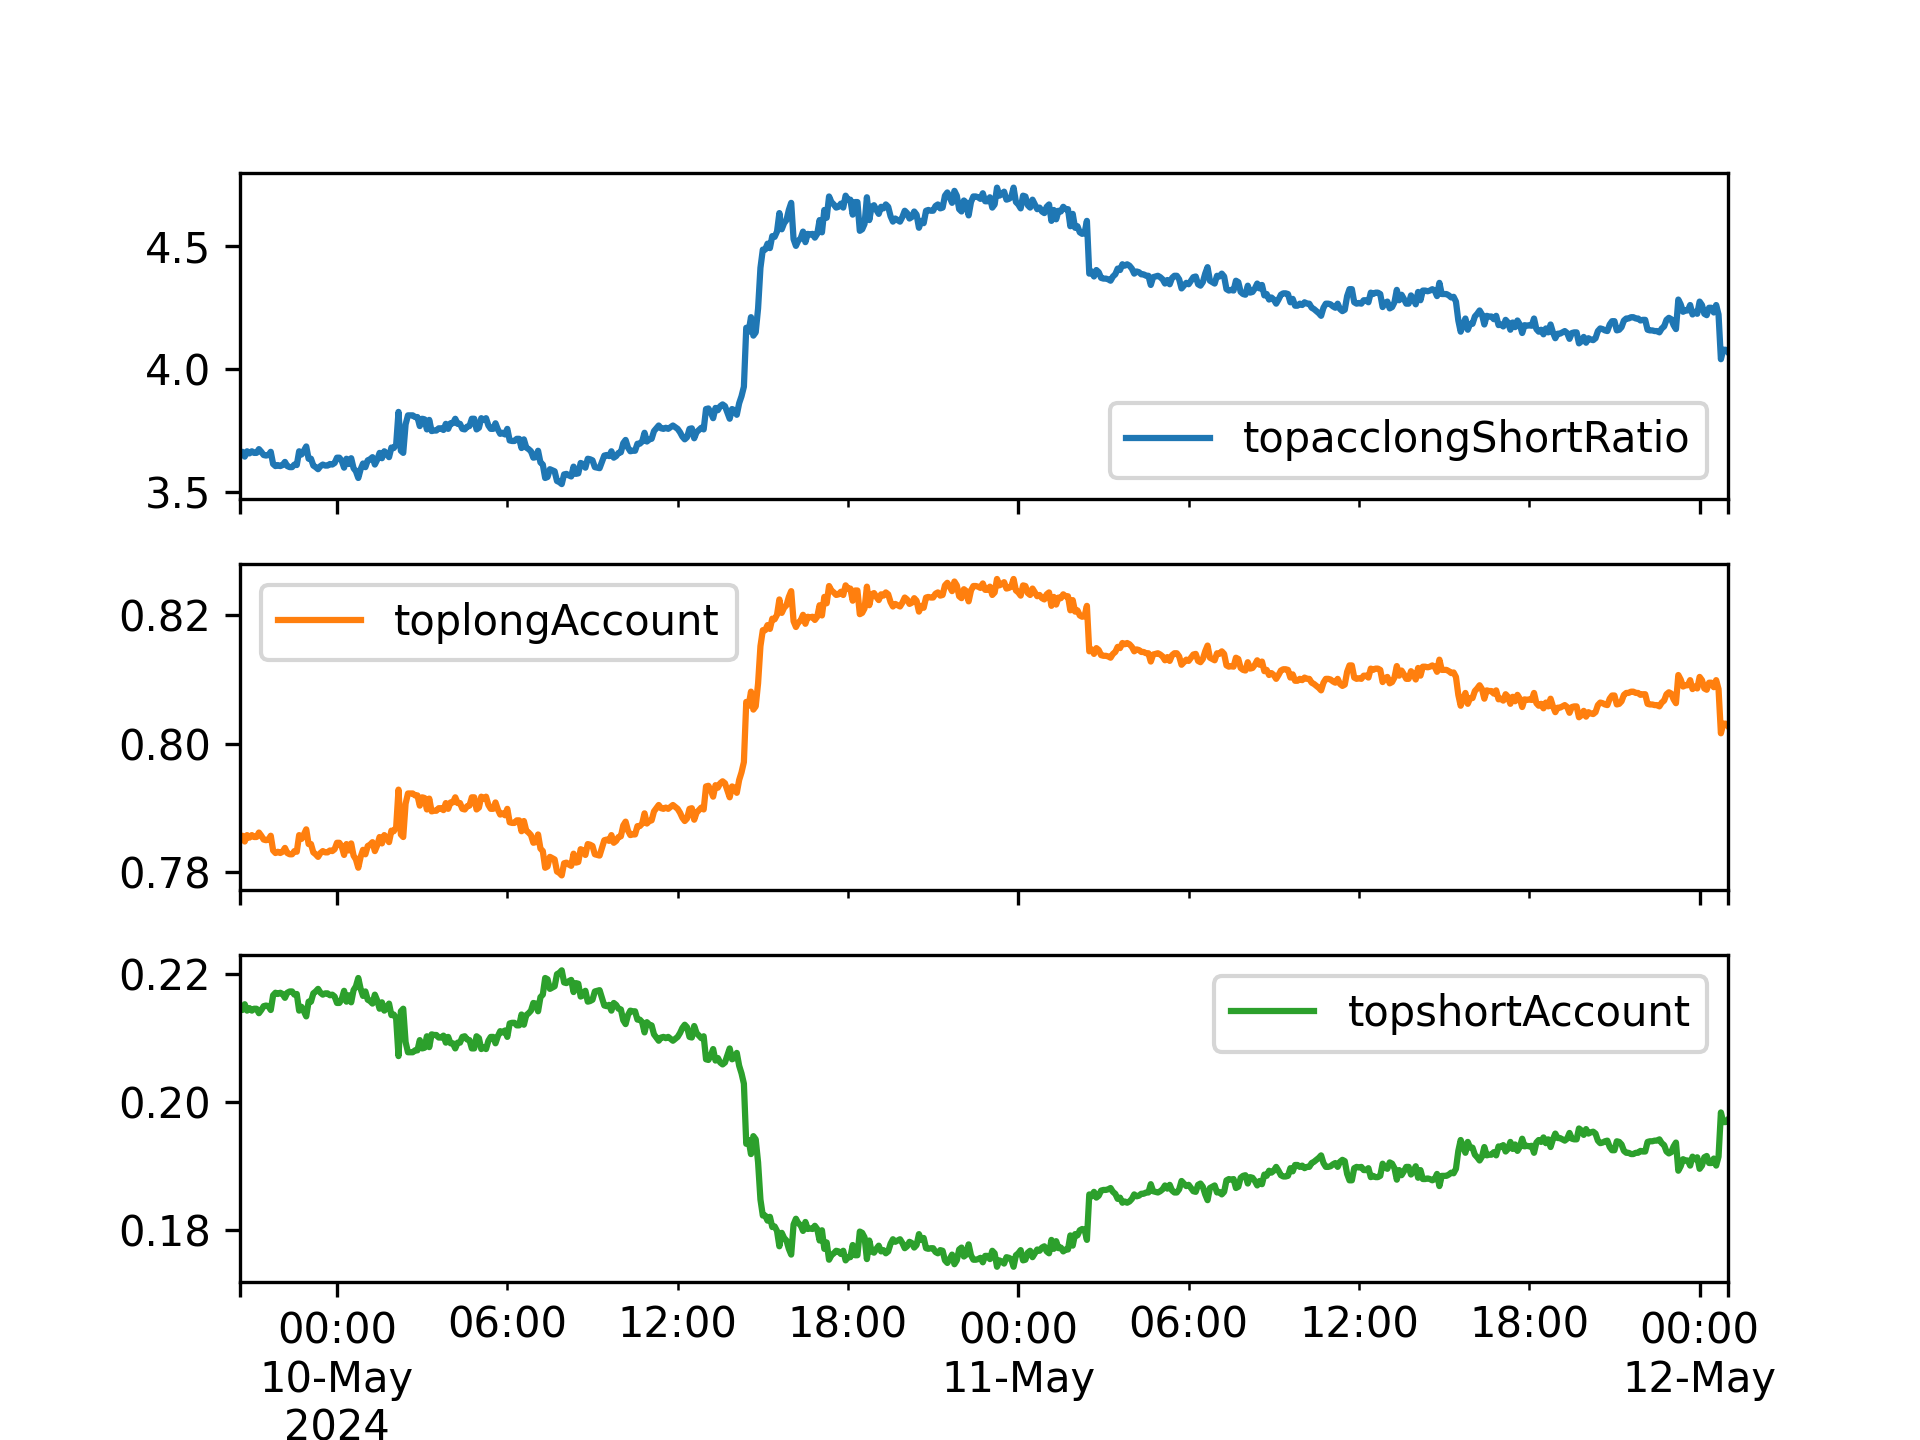 4.5
4.0
3.5
topacclongShortRatio
toplongAccount
0.82
0.80
0.78
0.22
0.20
0.18
topshortAccount
00:00 06:00 12:00 18:00 00:00 06:00 12:00 18:00 00:00
10-May 11-May 12-May
2024